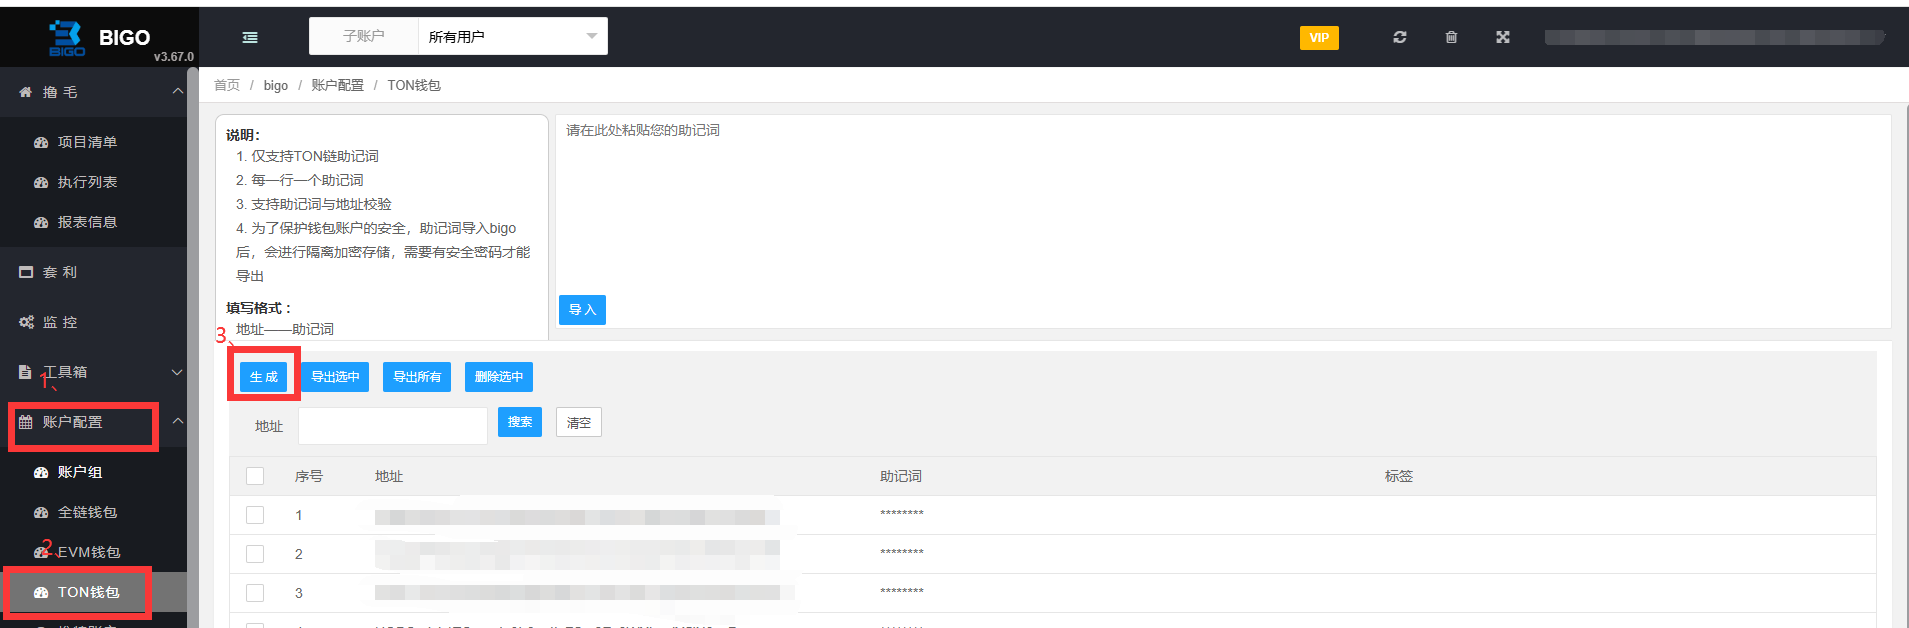 BIGO
BIGO
v3.67.0
子账户
所有用户
VIP
撸 毛
项目清单
执行列表
报表信息
套 利
监 控
工具箱
1、
账户配置
账户组
全链钱包
2、
EVM钱包
TON钱包
首页 / bigo / 账户配置 / TON钱包
说明：
1. 仅支持TON链助记词
2. 每一行一个助记词
3. 支持助记词与地址校验
4. 为了保护钱包账户的安全，助记词导入bigo
后，会进行隔离加密存储，需要有安全密码才能
导出
填写格式：
地址——助记词
请在此处粘贴您的助记词
导 入
3、
生 成 导出选中 导出所有 删除选中
地址 搜索 清空
序号 地址 助记词 标签
1 ********
2 ********
3 ********